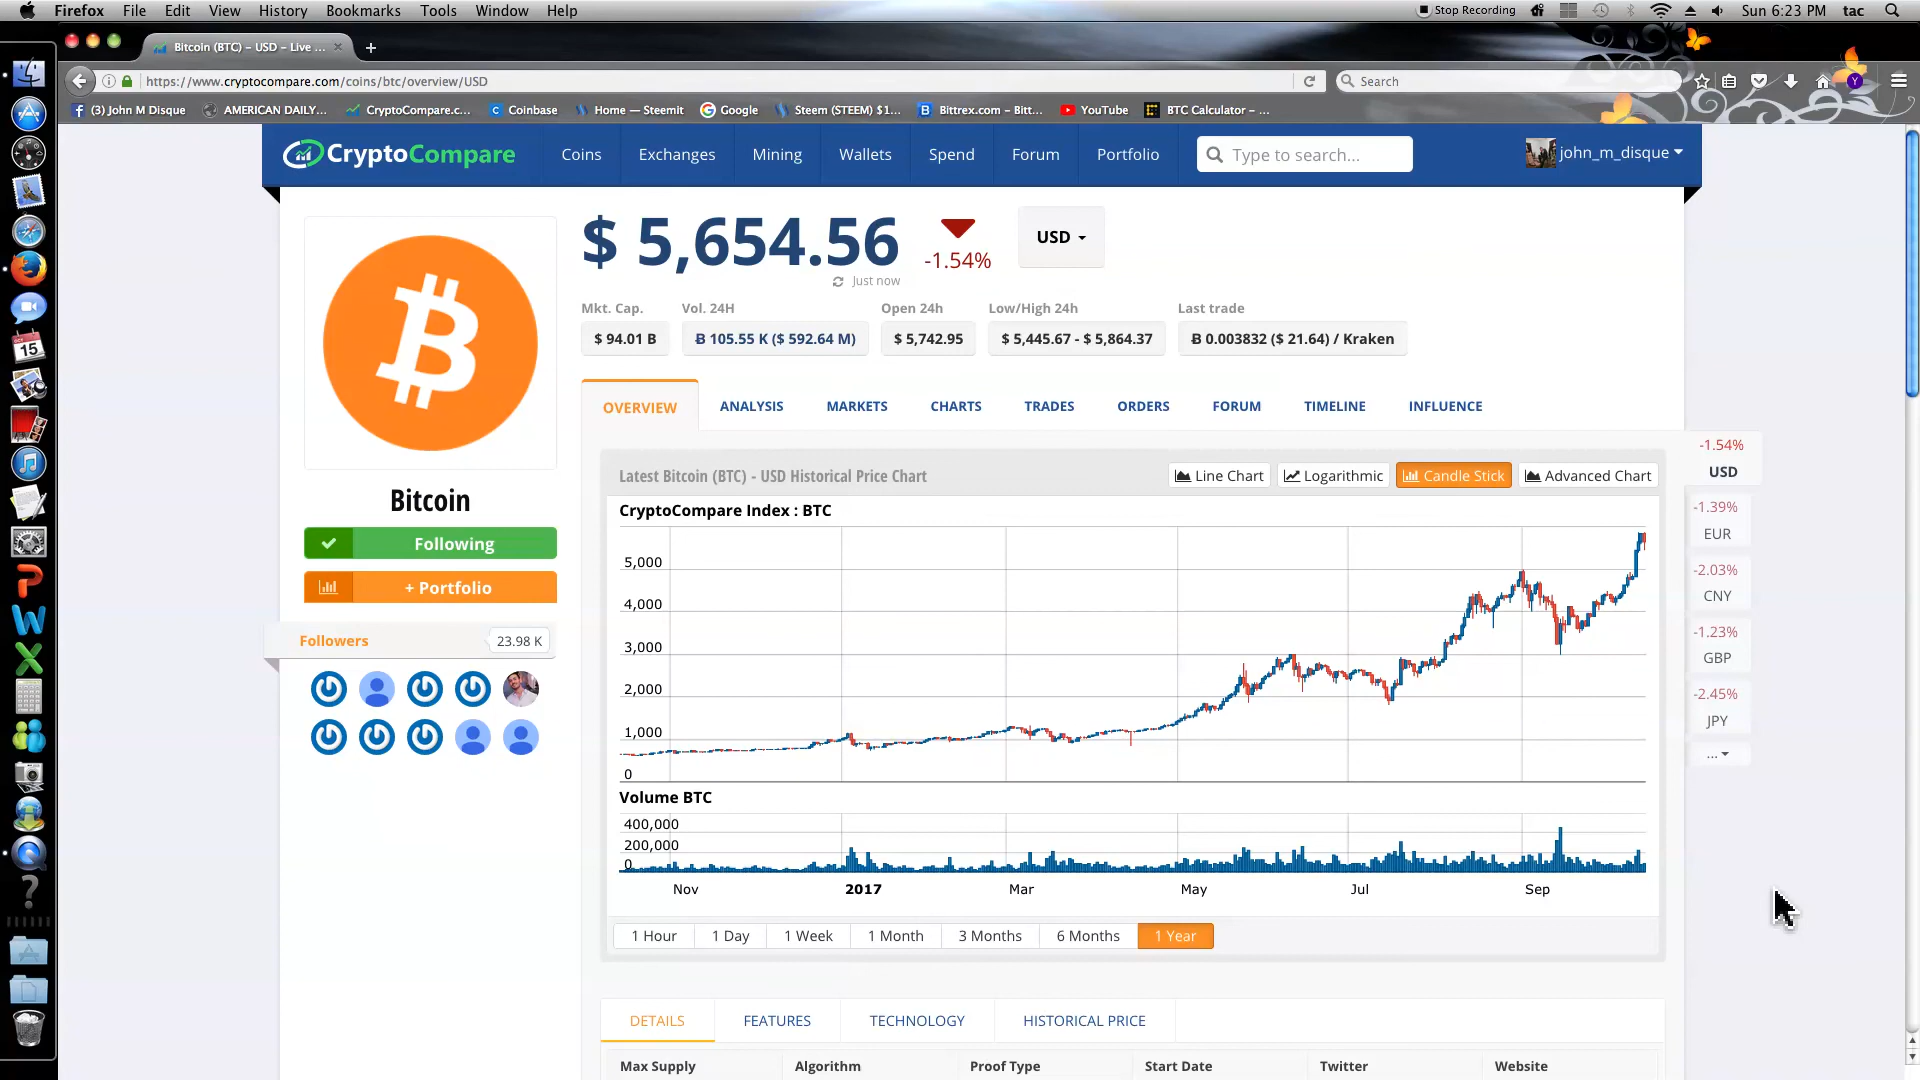 Firefox File Edit View History Bookmarks Tools Window Help Stop Recording Sun 6:23 PM tac
Bitcoin (BTC) – USD – Live ...
https://www.cryptocompare.com/coins/btc/overview/USD Search
(3) John M Disque AMERICAN DAILY... CryptoCompare.c... Coinbase Home — Steemit Google Steem (STEEM) $1... Bittrex.com – Bitt... YouTube BTC Calculator – ...
CryptoCompare Coins Exchanges Mining Wallets Spend Forum Portfolio Type to search... john_m_disque
$ 5,654.56
-1.54%
USD
Just now
Mkt. Cap. Vol. 24H Open 24h Low/High 24h Last trade
$ 94.01 B Ƀ 105.55 K ($ 592.64 M) $ 5,742.95 $ 5,445.67 - $ 5,864.37 Ƀ 0.003832 ($ 21.64) / Kraken
OVERVIEW ANALYSIS MARKETS CHARTS TRADES ORDERS FORUM TIMELINE INFLUENCE
Bitcoin
Following
+ Portfolio
Followers 23.98 K
Latest Bitcoin (BTC) - USD Historical Price Chart Line Chart Logarithmic Candle Stick Advanced Chart
CryptoCompare Index : BTC
5,000
4,000
3,000
2,000
1,000
0
Volume BTC
400,000
200,000
0
Nov 2017 Mar May Jul Sep
1 Hour 1 Day 1 Week 1 Month 3 Months 6 Months 1 Year
-1.54%
USD
-1.39%
EUR
-2.03%
CNY
-1.23%
GBP
-2.45%
JPY
...
DETAILS FEATURES TECHNOLOGY HISTORICAL PRICE
Max Supply Algorithm Proof Type Start Date Twitter Website
OCT
15